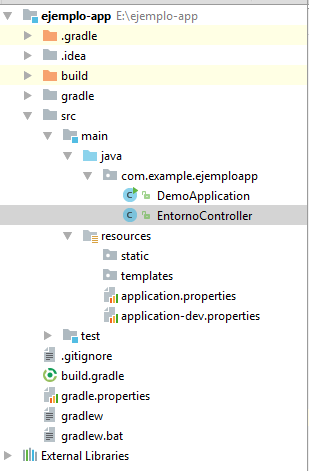 ejemplo-app E:\ejemplo-app
.gradle
.idea
build
gradle
src
main
java
com.example.ejemploapp
DemoApplication
EntornoController
resources
static
templates
application.properties
application-dev.properties
test
.gitignore
build.gradle
gradle.properties
gradlew
gradlew.bat
External Libraries